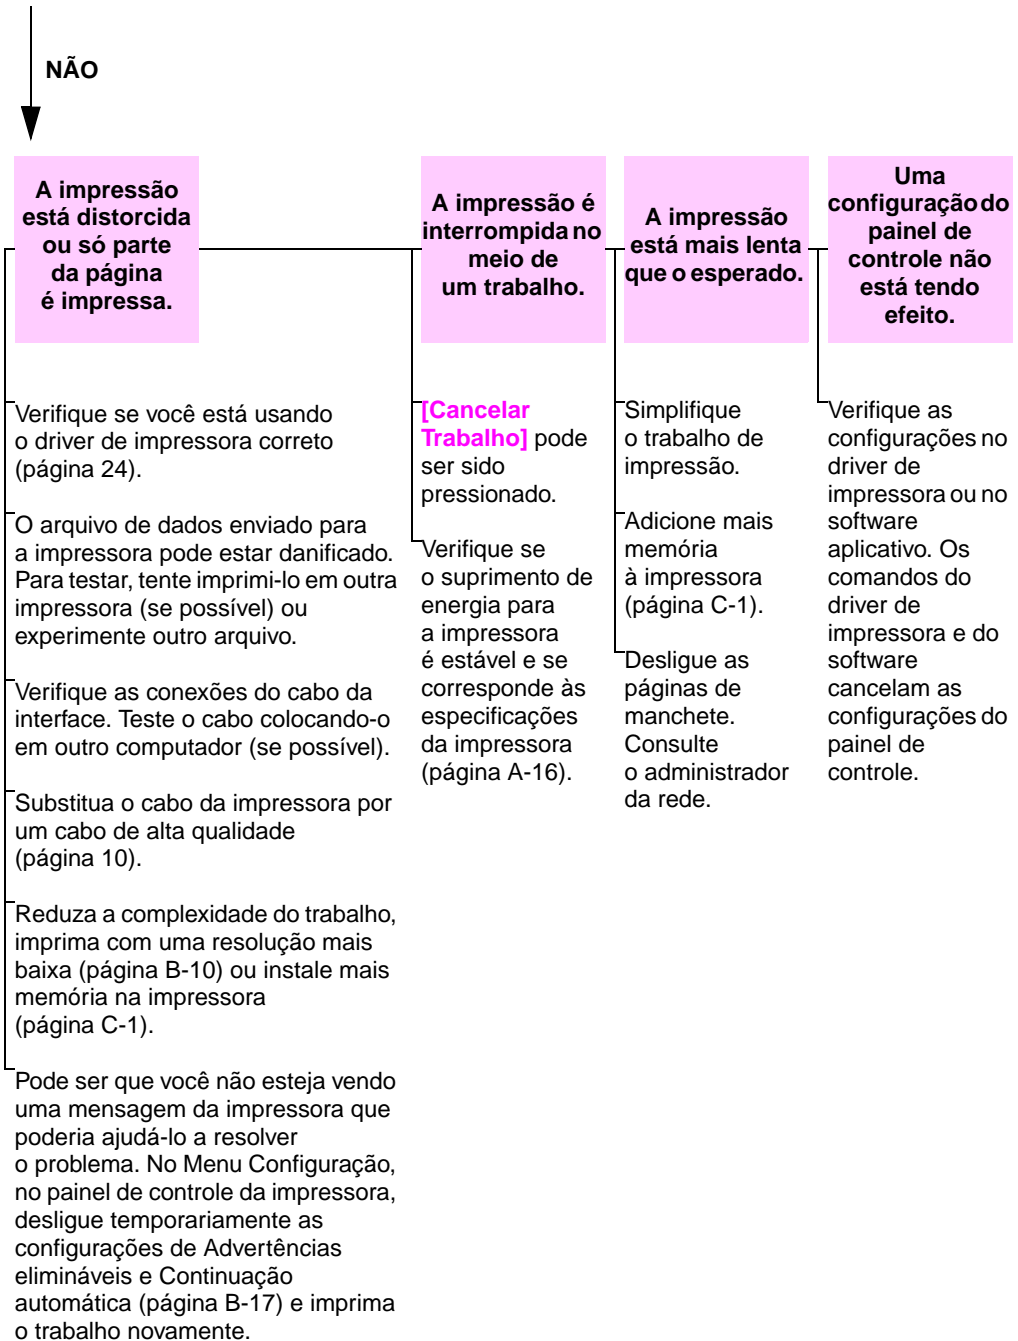 NÃO
A impressão
está distorcida
ou só parte
da página
é impressa.
A impressão é
interrompida no
meio de
um trabalho.
A impressão
está mais lenta
que o esperado.
Uma
configuração do
painel de
controle não
está tendo
efeito.
Verifique se você está usando
o driver de impressora correto
(página 24).
O arquivo de dados enviado para
a impressora pode estar danificado.
Para testar, tente imprimi-lo em outra
impressora (se possível) ou
experimente outro arquivo.
Verifique as conexões do cabo da
interface. Teste o cabo colocando-o
em outro computador (se possível).
Substitua o cabo da impressora por
um cabo de alta qualidade
(página 10).
Reduza a complexidade do trabalho,
imprima com uma resolução mais
baixa (página B-10) ou instale mais
memória na impressora
(página C-1).
Pode ser que você não esteja vendo
uma mensagem da impressora que
poderia ajudá-lo a resolver
o problema. No Menu Configuração,
no painel de controle da impressora,
desligue temporariamente as
configurações de Advertências
elimináveis e Continuação
automática (página B-17) e imprima
o trabalho novamente.
[Cancelar
Trabalho] pode
ser sido
pressionado.
Verifique se
o suprimento de
energia para
a impressora
é estável e se
corresponde às
especificações
da impressora
(página A-16).
Simplifique
o trabalho de
impressão.
Adicione mais
memória
à impressora
(página C-1).
Desligue as
páginas de
manchete.
Consulte
o administrador
da rede.
Verifique as
configurações no
driver de
impressora ou no
software
aplicativo. Os
comandos do
driver de
impressora e do
software
cancelam as
configurações do
painel de
controle.